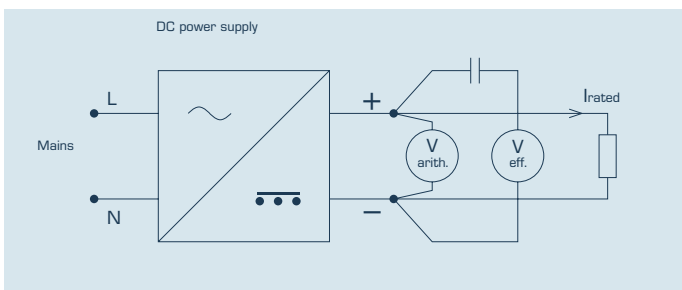 DC power supply
L
+
Irated
Mains
V
arith.
V
eff.
N
−